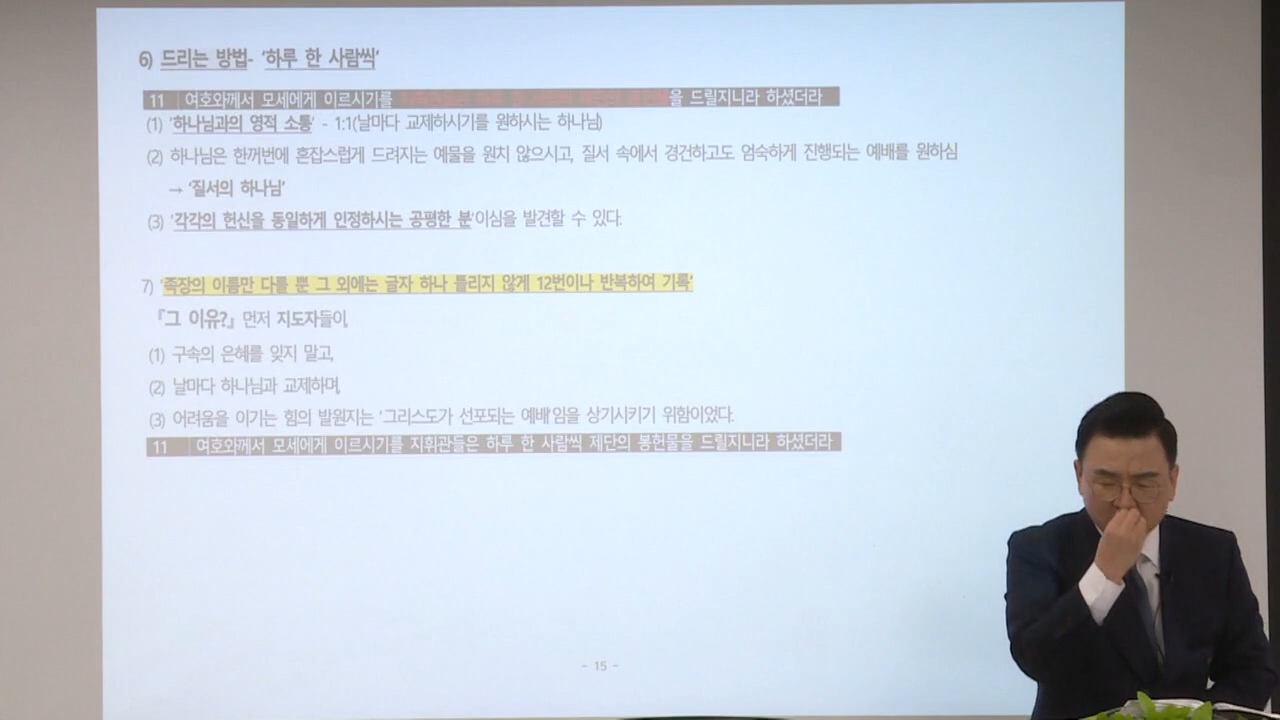 6) 드리는 방법- '하루 한 사람씩'
11 여호와께서 모세에게 이르시기를 을 드릴지니라 하셨더라
(1) '하나님과의 영적 소통' - 1:1(날마다 교제하시기를 원하시는 하나님)
(2) 하나님은 한꺼번에 혼잡스럽게 드려지는 예물을 원치 않으시고, 질서 속에서 경건하고도 엄숙하게 진행되는 예배를 원하심
→ '질서의 하나님'
(3) '각각의 헌신을 동일하게 인정하시는 공평한 분'이심을 발견할 수 있다.
7) '족장의 이름만 다를 뿐 그 외에는 글자 하나 틀리지 않게 12번이나 반복하여 기록'
『그 이유?』 먼저 지도자들이,
(1) 구속의 은혜를 잊지 말고,
(2) 날마다 하나님과 교제하며,
(3) 어려움을 이기는 힘의 발원지는 '그리스도가 선포되는 예배'임을 상기시키기 위함이었다.
11 여호와께서 모세에게 이르시기를 지휘관들은 하루 한 사람씩 제단의 봉헌물을 드릴지니라 하셨더라
- 15 -